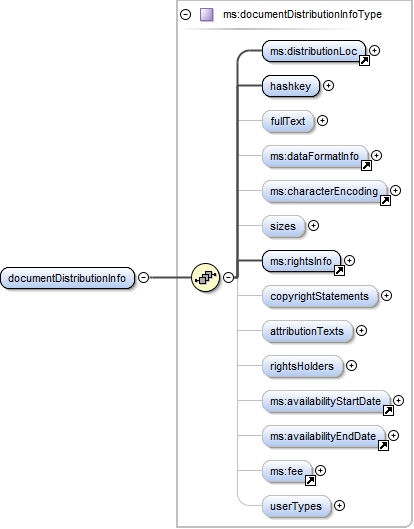 ms:documentDistributionInfoType
ms:distributionLoc
hashkey
fullText
ms:dataFormatInfo
ms:characterEncoding
sizes
ms:rightsInfo
documentDistributionInfo
copyrightStatements
attributionTexts
rightsHolders
ms:availabilityStartDate
ms:availabilityEndDate
ms:fee
userTypes